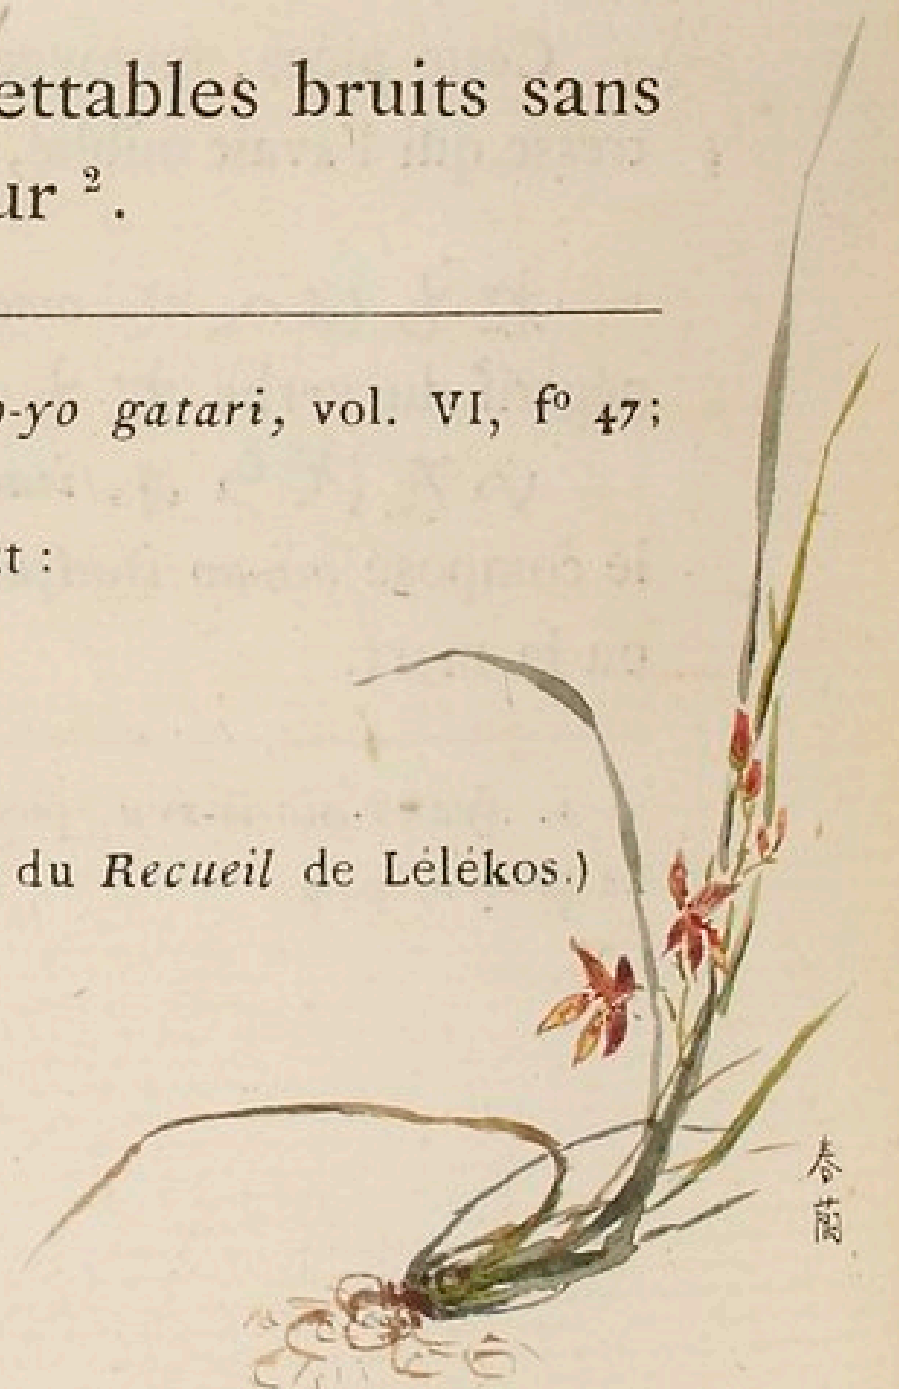 ettables bruits sans
ur ².
-yo gatari, vol. VI, fº 47;
t :
du Recueil de Lélékos.)
春
蘭